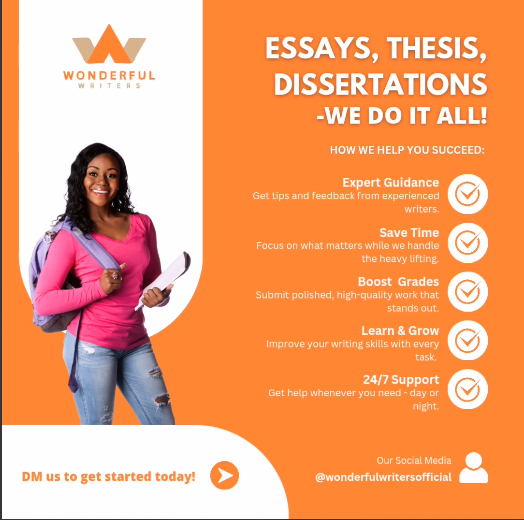 WONDERFUL
WRITERS
ESSAYS, THESIS,
DISSERTATIONS
-WE DO IT ALL!
HOW WE HELP YOU SUCCEED:
Expert Guidance
Get tips and feedback from experienced
writers.
Save Time
Focus on what matters while we handle
the heavy lifting.
Boost Grades
Submit polished, high-quality work that
stands out.
Learn & Grow
Improve your writing skills with every
task.
24/7 Support
Get help whenever you need - day or
night.
DM us to get started today!
Our Social Media
@wonderfulwritersofficial